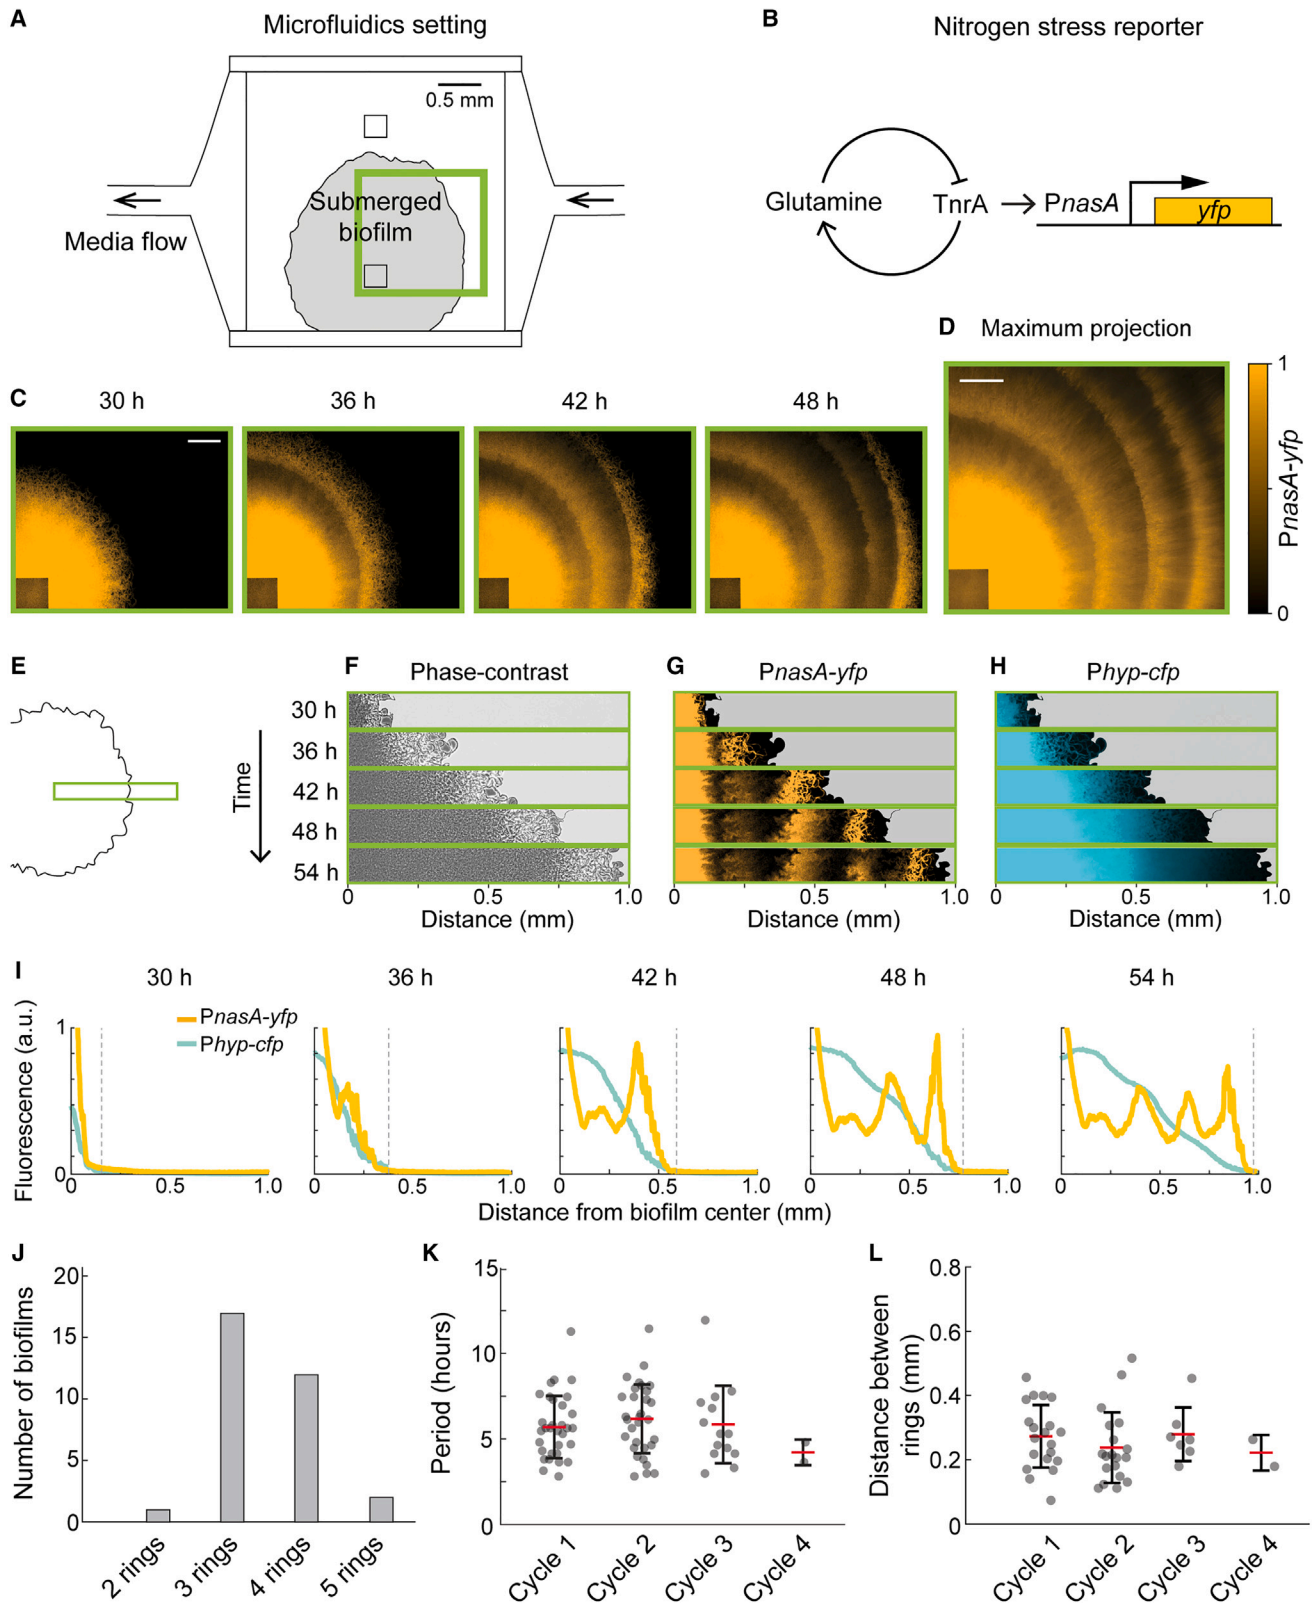 A
Microfluidics setting
0.5 mm
Submerged
biofilm
Media flow
B
Nitrogen stress reporter
Glutamine
TnrA
PnasA
yfp
C
30 h
36 h
42 h
48 h
D
Maximum projection
1
PnasA-yfp
0
E
F
Phase-contrast
Time
30 h
36 h
42 h
48 h
54 h
0
0.5
1.0
Distance (mm)
G
PnasA-yfp
0
0.5
1.0
Distance (mm)
H
Phyp-cfp
0
0.5
1.0
Distance (mm)
I
30 h
36 h
42 h
48 h
54 h
Fluorescence (a.u.)
1
0
PnasA-yfp
Phyp-cfp
0
0.5
1.0
0
0.5
1.0
0
0.5
1.0
0
0.5
1.0
0
0.5
1.0
Distance from biofilm center (mm)
J
Number of biofilms
20
15
10
5
0
2 rings
3 rings
4 rings
5 rings
K
Period (hours)
15
10
5
0
Cycle 1
Cycle 2
Cycle 3
Cycle 4
L
Distance between
rings (mm)
0.8
0.6
0.4
0.2
0
Cycle 1
Cycle 2
Cycle 3
Cycle 4